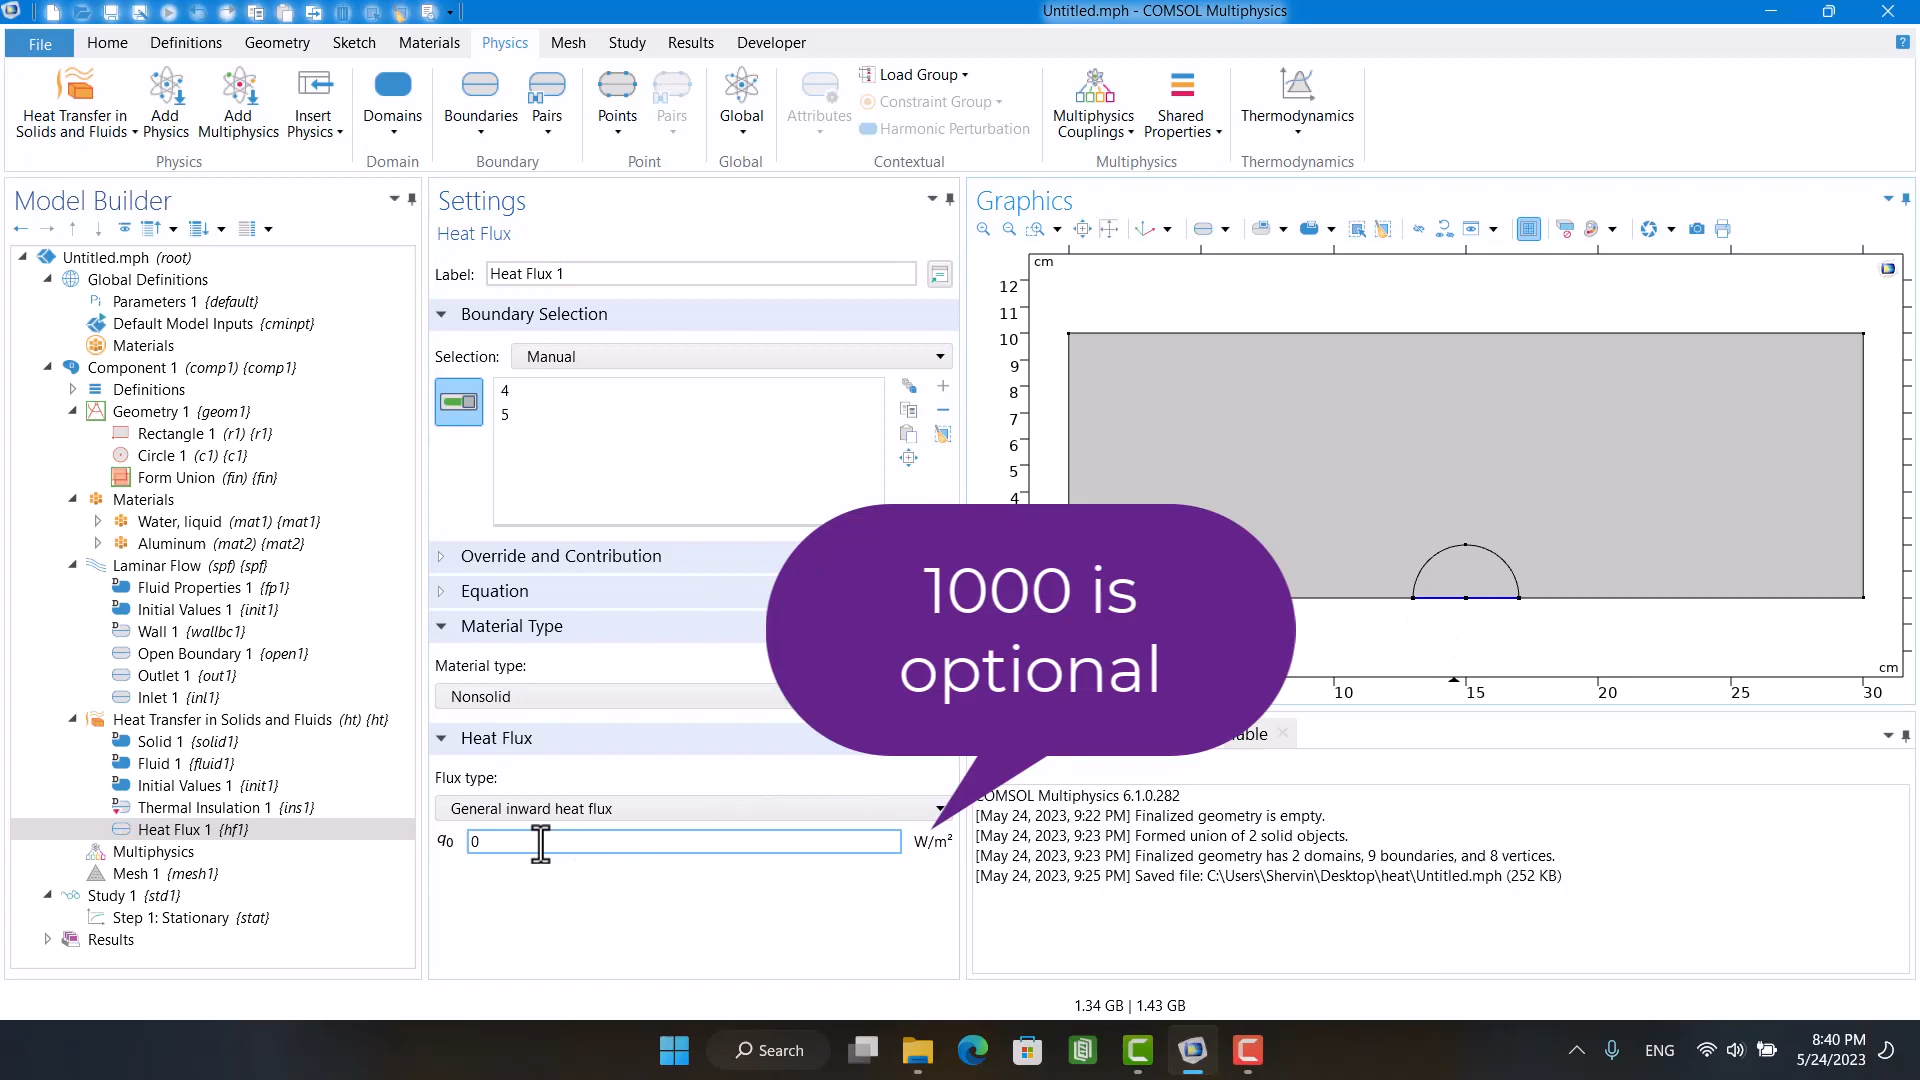 Untitled.mph - COMSOL Multiphysics
File
Home
Definitions
Geometry
Sketch
Materials
Physics
Mesh
Study
Results
Developer
Heat Transfer in
Solids and Fluids
Add
Physics
Add
Multiphysics
Insert
Physics
Physics
Domains
Domain
Boundaries
Pairs
Boundary
Points
Pairs
Point
Global
Global
Attributes
Load Group
Constraint Group
Harmonic Perturbation
Contextual
Multiphysics
Couplings
Shared
Properties
Multiphysics
Thermodynamics
Thermodynamics
Model Builder
Untitled.mph (root)
Global Definitions
Pi Parameters 1 {default}
Default Model Inputs {cminpt}
Materials
Component 1 (comp1) {comp1}
Definitions
Geometry 1 {geom1}
Rectangle 1 (r1) {r1}
Circle 1 (c1) {c1}
Form Union (fin) {fin}
Materials
Water, liquid (mat1) {mat1}
Aluminum (mat2) {mat2}
Laminar Flow (spf) {spf}
Fluid Properties 1 {fp1}
Initial Values 1 {init1}
Wall 1 {wallbc1}
Open Boundary 1 {open1}
Outlet 1 {out1}
Inlet 1 {inl1}
Heat Transfer in Solids and Fluids (ht) {ht}
Solid 1 {solid1}
Fluid 1 {fluid1}
Initial Values 1 {init1}
Thermal Insulation 1 {ins1}
Heat Flux 1 {hf1}
Multiphysics
Mesh 1 {mesh1}
Study 1 {std1}
Step 1: Stationary {stat}
Results
Settings
Heat Flux
Label: Heat Flux 1
Boundary Selection
Selection: Manual
4
5
Override and Contribution
Equation
Material Type
Material type:
Nonsolid
Heat Flux
Flux type:
General inward heat flux
q0 0 W/m²
1000 is
optional
Graphics
cm
12
11
10
9
8
7
6
5
4
cm
10 15 20 25 30
able
COMSOL Multiphysics 6.1.0.282
[May 24, 2023, 9:22 PM] Finalized geometry is empty.
[May 24, 2023, 9:23 PM] Formed union of 2 solid objects.
[May 24, 2023, 9:23 PM] Finalized geometry has 2 domains, 9 boundaries, and 8 vertices.
[May 24, 2023, 9:25 PM] Saved file: C:\Users\Shervin\Desktop\heat\Untitled.mph (252 KB)
1.34 GB | 1.43 GB
Search
ENG
8:40 PM
5/24/2023